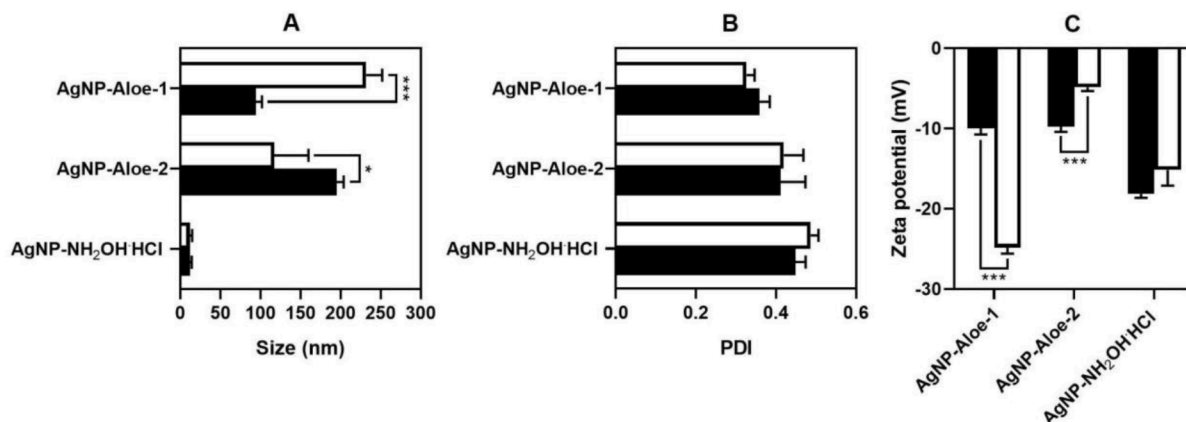 A
AgNP-Aloe-1
AgNP-Aloe-2
AgNP-NH₂OH·HCl
***
*
0 50 100 150 200 250 300
Size (nm)
B
AgNP-Aloe-1
AgNP-Aloe-2
AgNP-NH₂OH·HCl
0.0 0.2 0.4 0.6 0.8
PDI
C
Zeta potential (mV)
0
-10
-20
-30
***
***
AgNP-Aloe-1
AgNP-Aloe-2
AgNP-NH₂OH·HCl